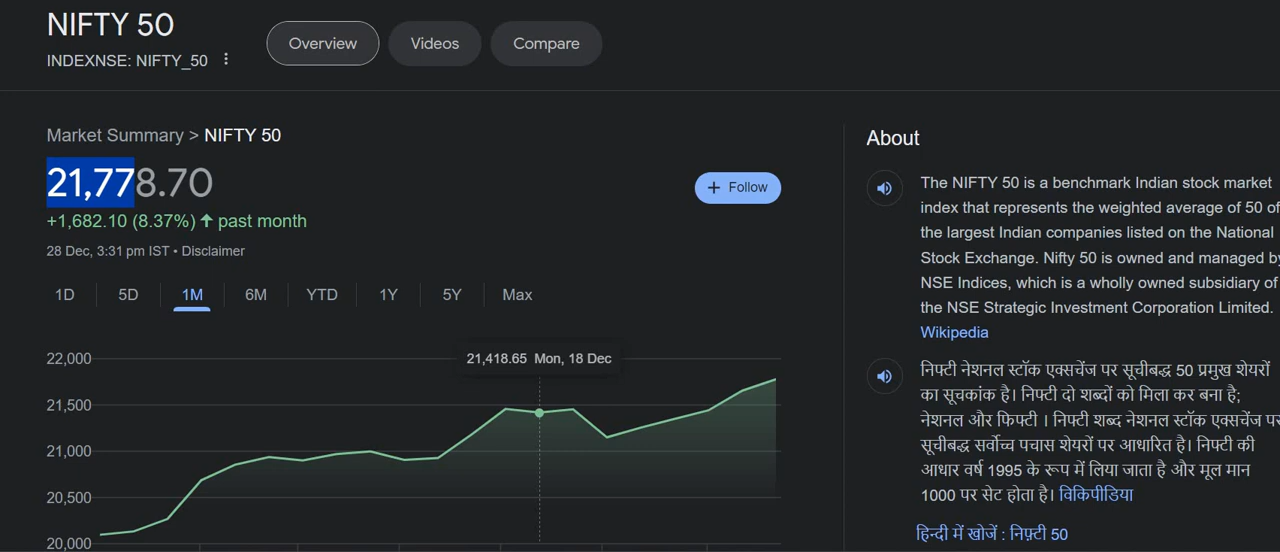 NIFTY 50
INDEXNSE: NIFTY_50
Overview
Videos
Compare
Market Summary > NIFTY 50
21,778.70
+1,682.10 (8.37%) ↑ past month
28 Dec, 3:31 pm IST • Disclaimer
+ Follow
1D
5D
1M
6M
YTD
1Y
5Y
Max
21,418.65 Mon, 18 Dec
22,000
21,500
21,000
20,500
20,000
About
The NIFTY 50 is a benchmark Indian stock market
index that represents the weighted average of 50 of
the largest Indian companies listed on the National
Stock Exchange. Nifty 50 is owned and managed by
NSE Indices, which is a wholly owned subsidiary of
the NSE Strategic Investment Corporation Limited.
Wikipedia
निफ्टी नेशनल स्टॉक एक्सचेंज पर सूचीबद्ध 50 प्रमुख शेयरों
का सूचकांक है। निफ्टी दो शब्दों को मिला कर बना है;
नेशनल और फिफ्टी । निफ्टी शब्द नेशनल स्टॉक एक्सचेंज पर
सूचीबद्ध सर्वोच्च पचास शेयरों पर आधारित है। निफ्टी की
आधार वर्ष 1995 के रूप में लिया जाता है और मूल मान
1000 पर सेट होता है। विकिपीडिया
हिन्दी में खोजें : निफ़्टी 50